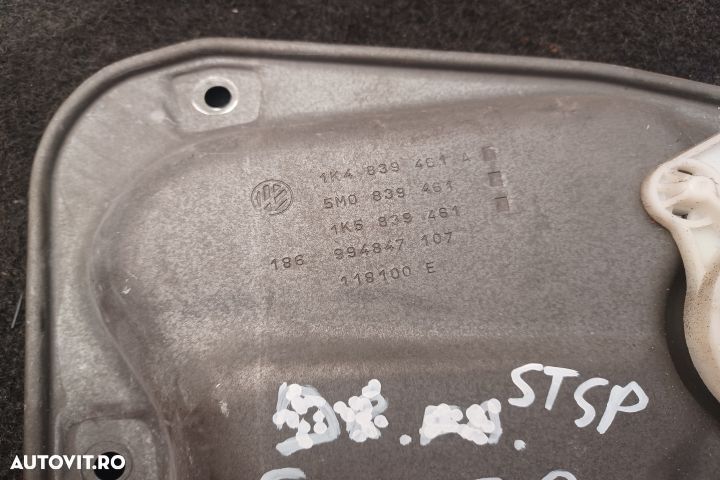 1K4 839 461 A
5M0 839 461
1K5 839 461
186 994847 107
118100 E
STSP
AUTOVIT.RO